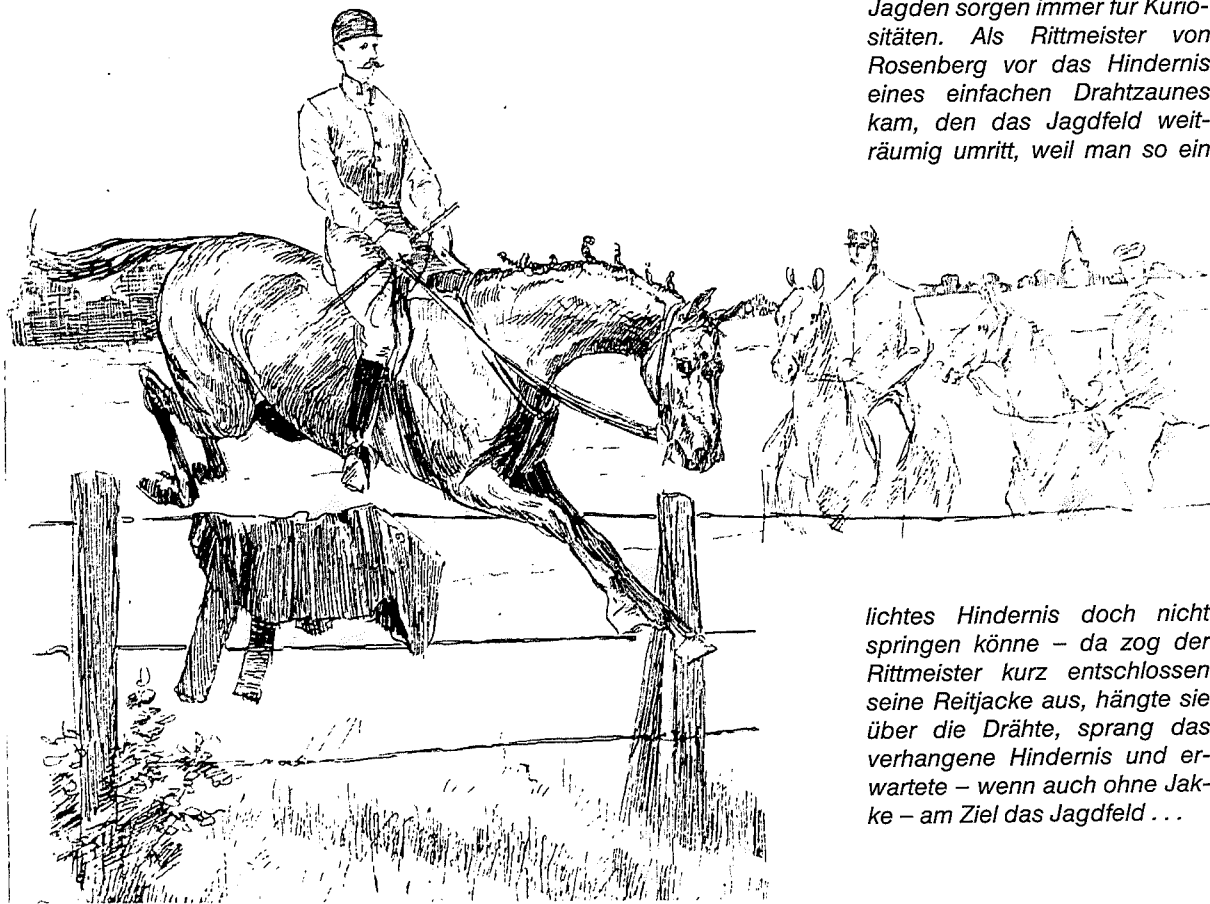 Jagden sorgen immer für Kurio-
sitäten. Als Rittmeister von
Rosenberg vor das Hindernis
eines einfachen Drahtzaunes
kam, den das Jagdfeld weit-
räumig umritt, weil man so ein
lichtes Hindernis doch nicht
springen könne – da zog der
Rittmeister kurz entschlossen
seine Reitjacke aus, hängte sie
über die Drähte, sprang das
verhangene Hindernis und er-
wartete – wenn auch ohne Jak-
ke – am Ziel das Jagdfeld . . .